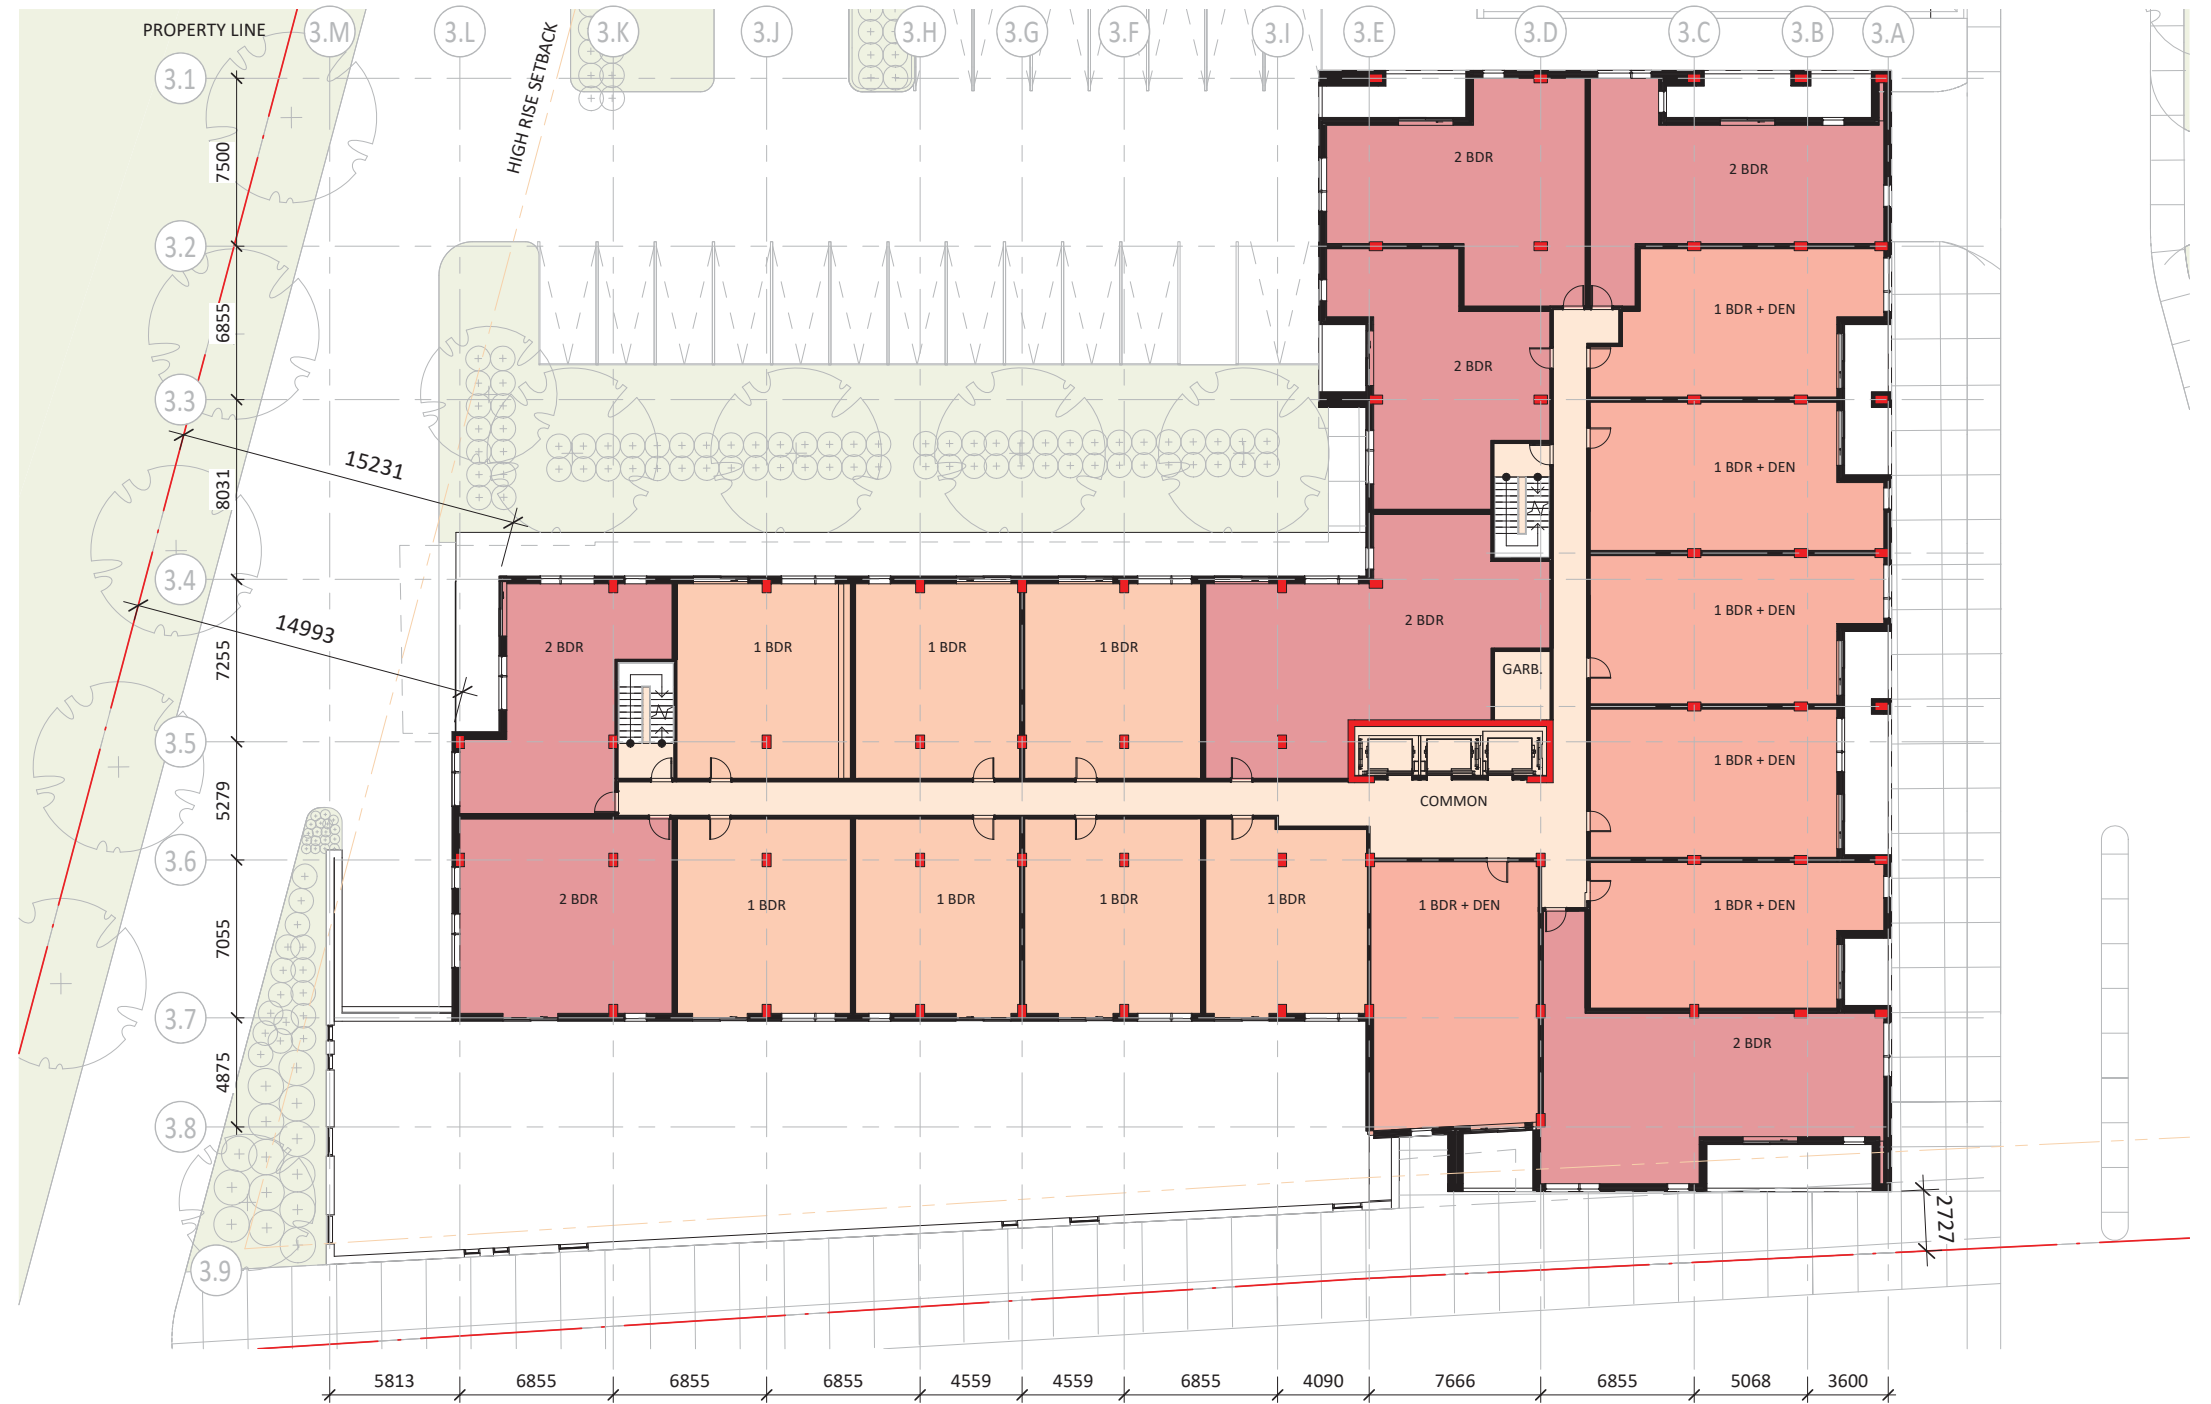 PROPERTY LINE
3.M
3.L
3.K
3.J
3.H
3.G
3.F
3.I
3.E
3.D
3.C
3.B
3.A
HIGH RISE SETBACK
3.1
7500
3.2
6855
3.3
8031
3.4
7255
3.5
5279
3.6
7055
3.7
4875
3.8
3.9
15231
14993
2 BDR
2 BDR
1 BDR + DEN
2 BDR
1 BDR + DEN
1 BDR + DEN
2 BDR
2 BDR
1 BDR
1 BDR
1 BDR
GARB.
1 BDR + DEN
COMMON
2 BDR
1 BDR
1 BDR
1 BDR
1 BDR
1 BDR + DEN
1 BDR + DEN
2 BDR
2727
5813
6855
6855
6855
4559
4559
6855
4090
7666
6855
5068
3600